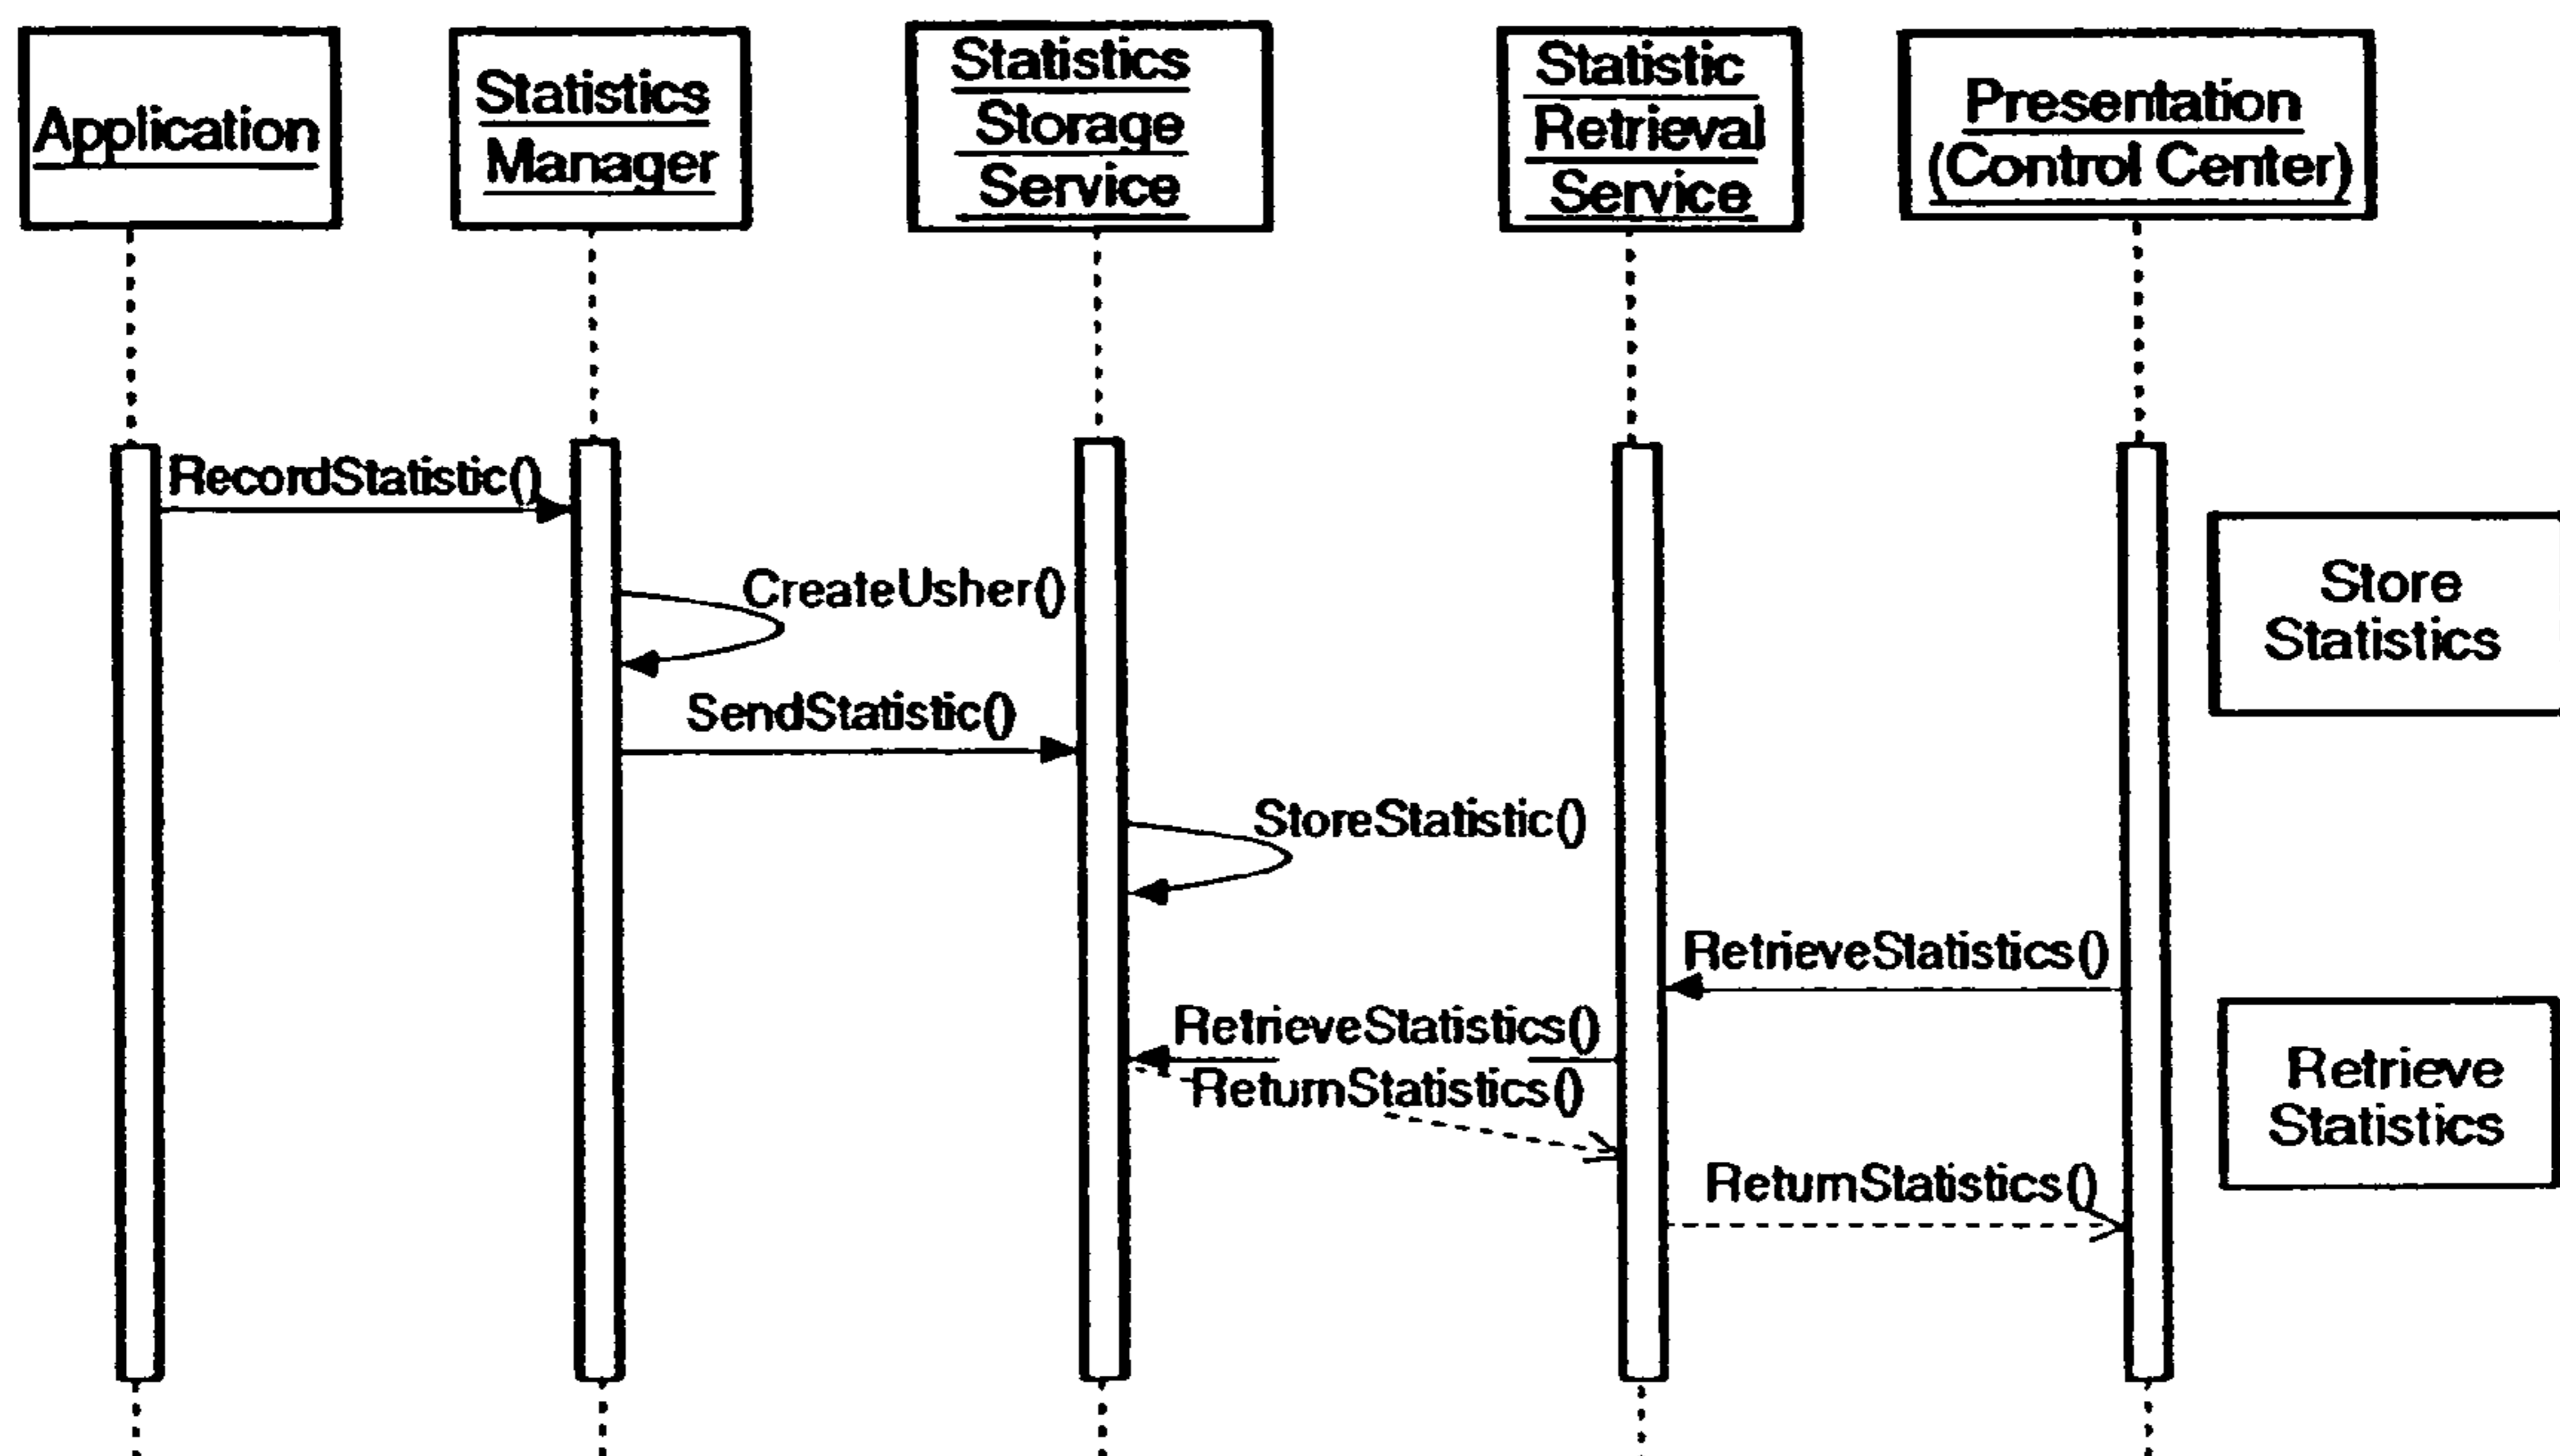 Application
Statistics
Manager
Statistics
Storage
Service
Statistic
Retrieval
Service
Presentation
(Control Center)
RecordStatistic()
CreateUsher()
Store
Statistics
SendStatistic()
StoreStatistic()
RetrieveStatistics()
RetrieveStatistics()
ReturnStatistics()
Retrieve
Statistics
ReturnStatistics()